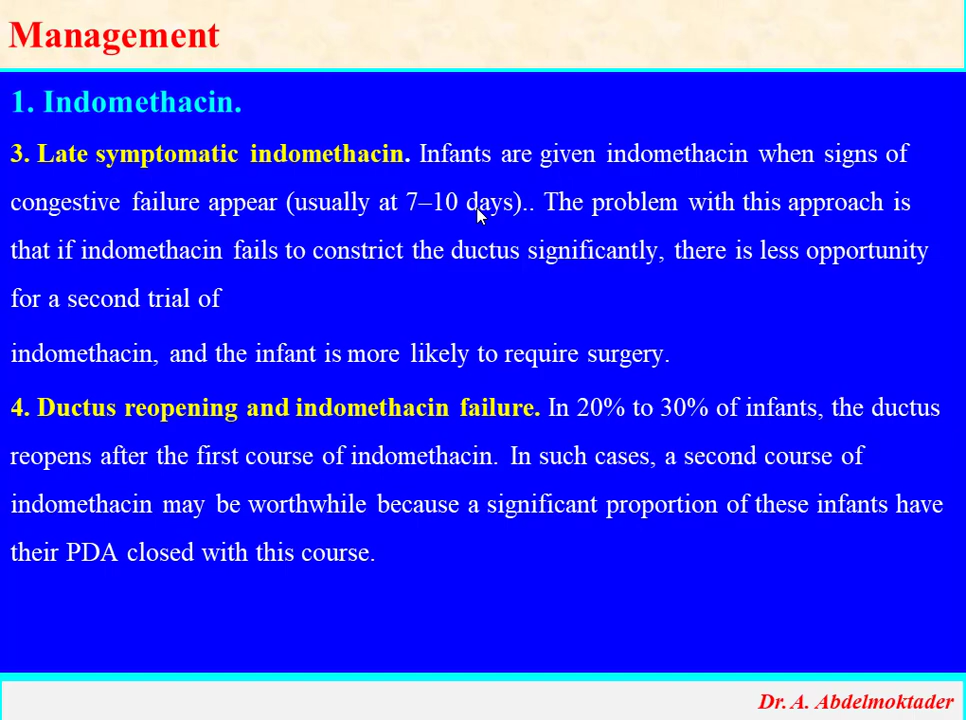 Management
1. Indomethacin.
3. Late symptomatic indomethacin. Infants are given indomethacin when signs of
congestive failure appear (usually at 7–10 days).. The problem with this approach is
that if indomethacin fails to constrict the ductus significantly, there is less opportunity
for a second trial of
indomethacin, and the infant is more likely to require surgery.
4. Ductus reopening and indomethacin failure. In 20% to 30% of infants, the ductus
reopens after the first course of indomethacin. In such cases, a second course of
indomethacin may be worthwhile because a significant proportion of these infants have
their PDA closed with this course.
Dr. A. Abdelmoktader